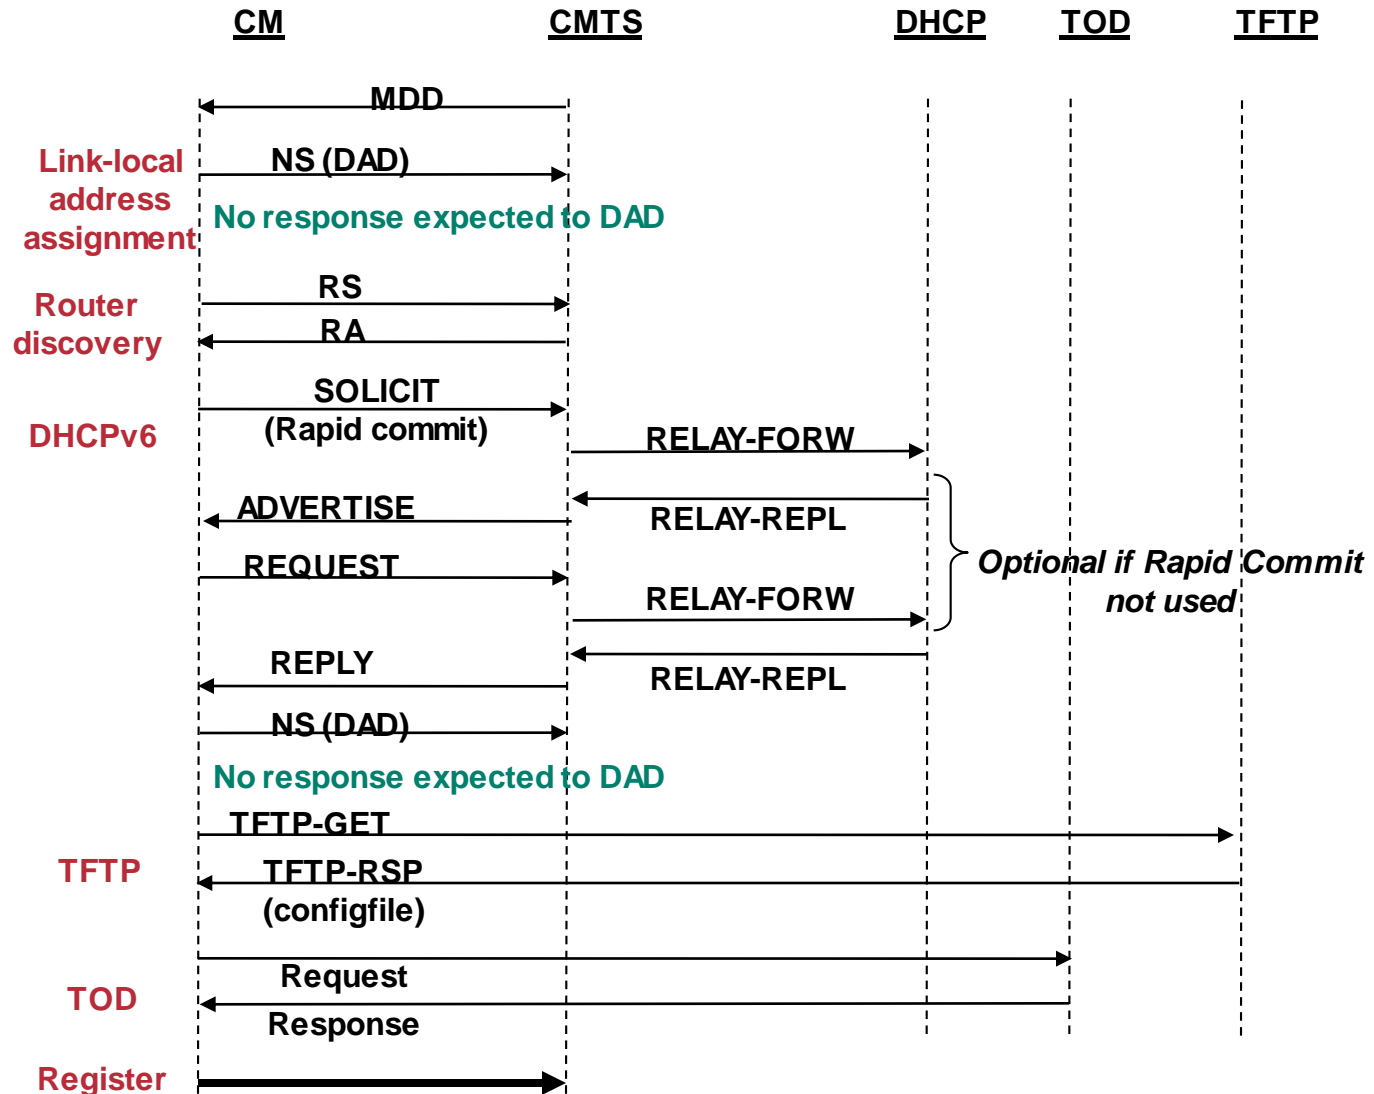 CM CMTS DHCP TOD TFTP
MDD
Link-local
address
assignment
NS (DAD)
No response expected to DAD
Router
discovery
RS
RA
DHCPv6
SOLICIT
(Rapid commit)
RELAY-FORW
ADVERTISE
RELAY-REPL
REQUEST
Optional if Rapid Commit
not used
RELAY-FORW
REPLY
RELAY-REPL
NS (DAD)
No response expected to DAD
TFTP-GET
TFTP
TFTP-RSP
(configfile)
Request
TOD
Response
Register